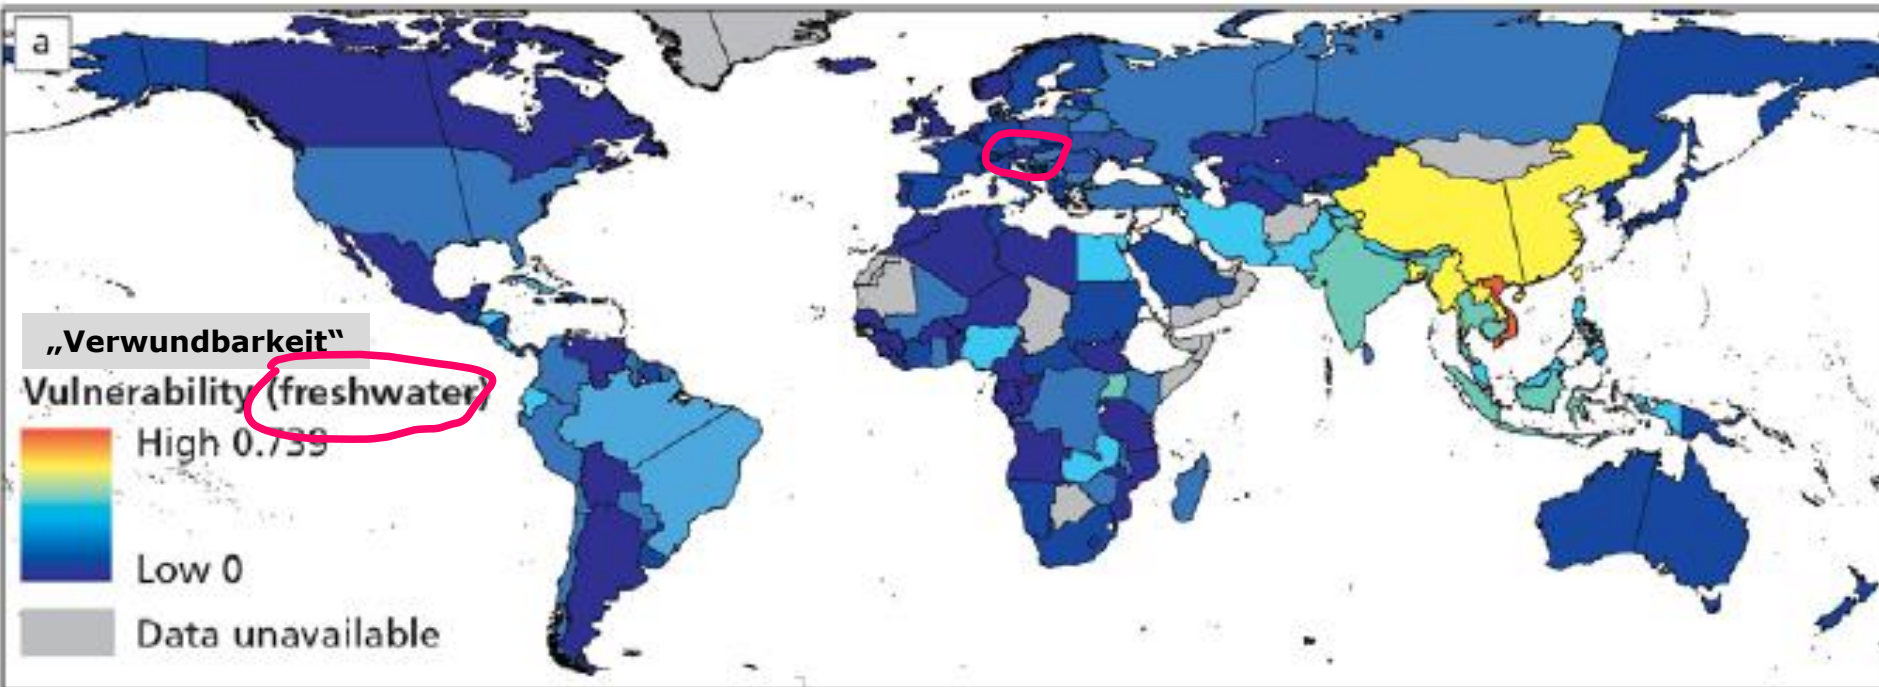 a
„Verwundbarkeit“
Vulnerability (freshwater)
High 0.739
Low 0
Data unavailable